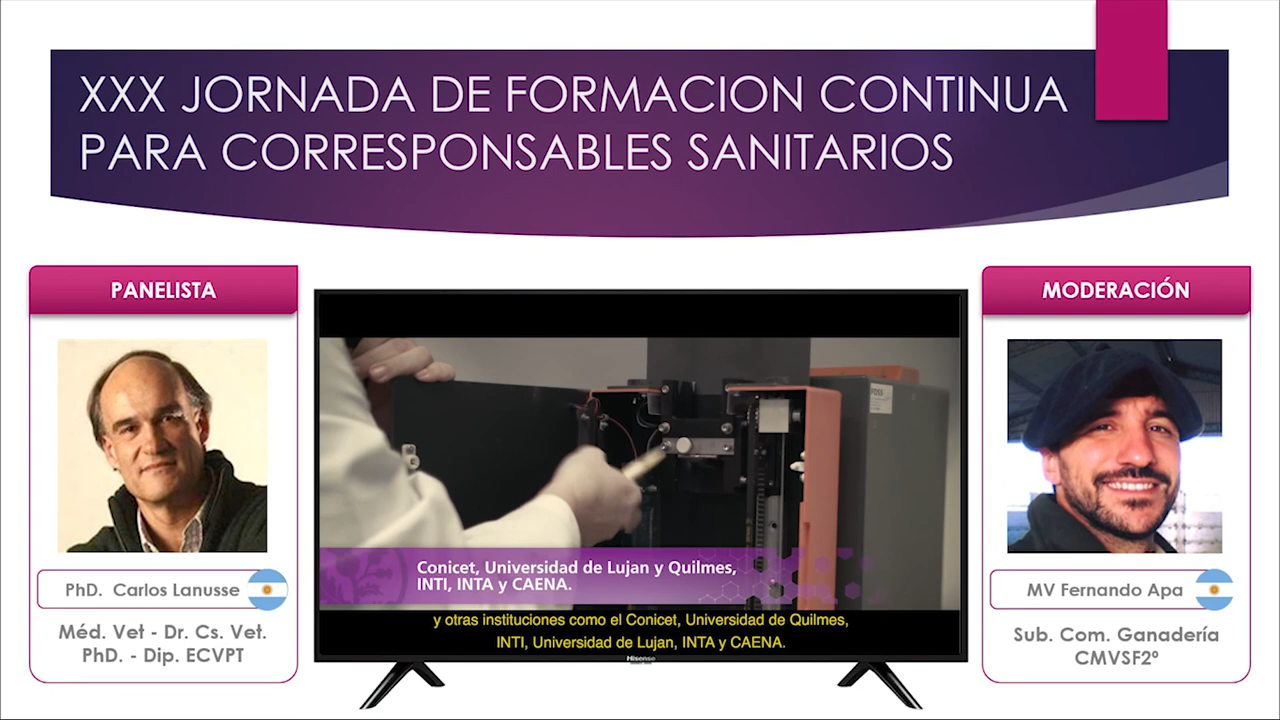 XXX JORNADA DE FORMACION CONTINUA
PARA CORRESPONSABLES SANITARIOS
PANELISTA
PhD. Carlos Lanusse
Méd. Vet - Dr. Cs. Vet.
PhD. - Dip. ECVPT
FOSS
Conicet, Universidad de Lujan y Quilmes,
INTI, INTA y CAENA.
y otras instituciones como el Conicet, Universidad de Quilmes,
INTI, Universidad de Lujan, INTA y CAENA.
Hisense
MODERACIÓN
MV Fernando Apa
Sub. Com. Ganadería
CMVSF2º